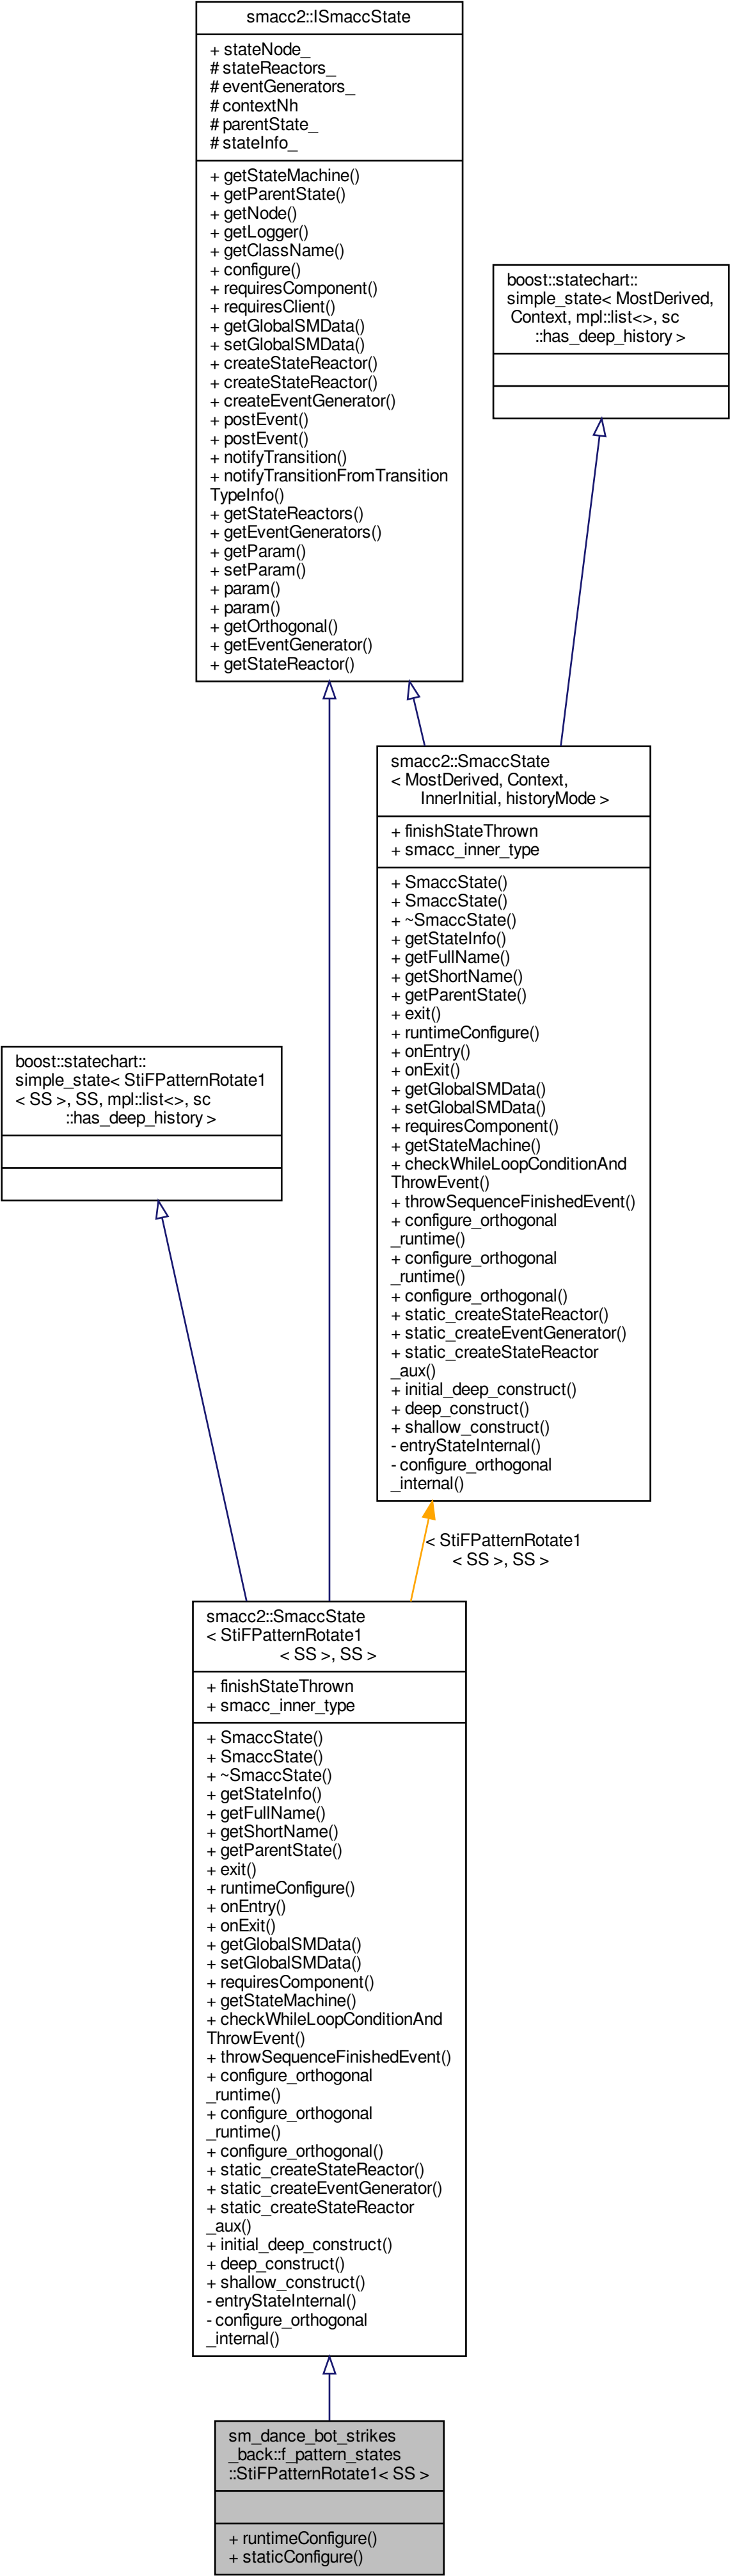 smacc2::ISmaccState
+ stateNode_
# stateReactors_
# eventGenerators_
# contextNh
# parentState_
# stateInfo_
+ getStateMachine()
+ getParentState()
+ getNode()
+ getLogger()
+ getClassName()
+ configure()
+ requiresComponent()
+ requiresClient()
+ getGlobalSMData()
+ setGlobalSMData()
+ createStateReactor()
+ createStateReactor()
+ createEventGenerator()
+ postEvent()
+ postEvent()
+ notifyTransition()
+ notifyTransitionFromTransition
TypeInfo()
+ getStateReactors()
+ getEventGenerators()
+ getParam()
+ setParam()
+ param()
+ param()
+ getOrthogonal()
+ getEventGenerator()
+ getStateReactor()
boost::statechart::
simple_state< MostDerived,
Context, mpl::list<>, sc
::has_deep_history >
smacc2::SmaccState
< MostDerived, Context,
InnerInitial, historyMode >
+ finishStateThrown
+ smacc_inner_type
+ SmaccState()
+ SmaccState()
+ ~SmaccState()
+ getStateInfo()
+ getFullName()
+ getShortName()
+ getParentState()
+ exit()
+ runtimeConfigure()
+ onEntry()
+ onExit()
+ getGlobalSMData()
+ setGlobalSMData()
+ requiresComponent()
+ getStateMachine()
+ checkWhileLoopConditionAnd
ThrowEvent()
+ throwSequenceFinishedEvent()
+ configure_orthogonal
_runtime()
+ configure_orthogonal
_runtime()
+ configure_orthogonal()
+ static_createStateReactor()
+ static_createEventGenerator()
+ static_createStateReactor
_aux()
+ initial_deep_construct()
+ deep_construct()
+ shallow_construct()
- entryStateInternal()
- configure_orthogonal
_internal()
boost::statechart::
simple_state< StiFPatternRotate1
< SS >, SS, mpl::list<>, sc
::has_deep_history >
< StiFPatternRotate1
< SS >, SS >
smacc2::SmaccState
< StiFPatternRotate1
< SS >, SS >
+ finishStateThrown
+ smacc_inner_type
+ SmaccState()
+ SmaccState()
+ ~SmaccState()
+ getStateInfo()
+ getFullName()
+ getShortName()
+ getParentState()
+ exit()
+ runtimeConfigure()
+ onEntry()
+ onExit()
+ getGlobalSMData()
+ setGlobalSMData()
+ requiresComponent()
+ getStateMachine()
+ checkWhileLoopConditionAnd
ThrowEvent()
+ throwSequenceFinishedEvent()
+ configure_orthogonal
_runtime()
+ configure_orthogonal
_runtime()
+ configure_orthogonal()
+ static_createStateReactor()
+ static_createEventGenerator()
+ static_createStateReactor
_aux()
+ initial_deep_construct()
+ deep_construct()
+ shallow_construct()
- entryStateInternal()
- configure_orthogonal
_internal()
sm_dance_bot_strikes
_back::f_pattern_states
::StiFPatternRotate1< SS >
+ runtimeConfigure()
+ staticConfigure()